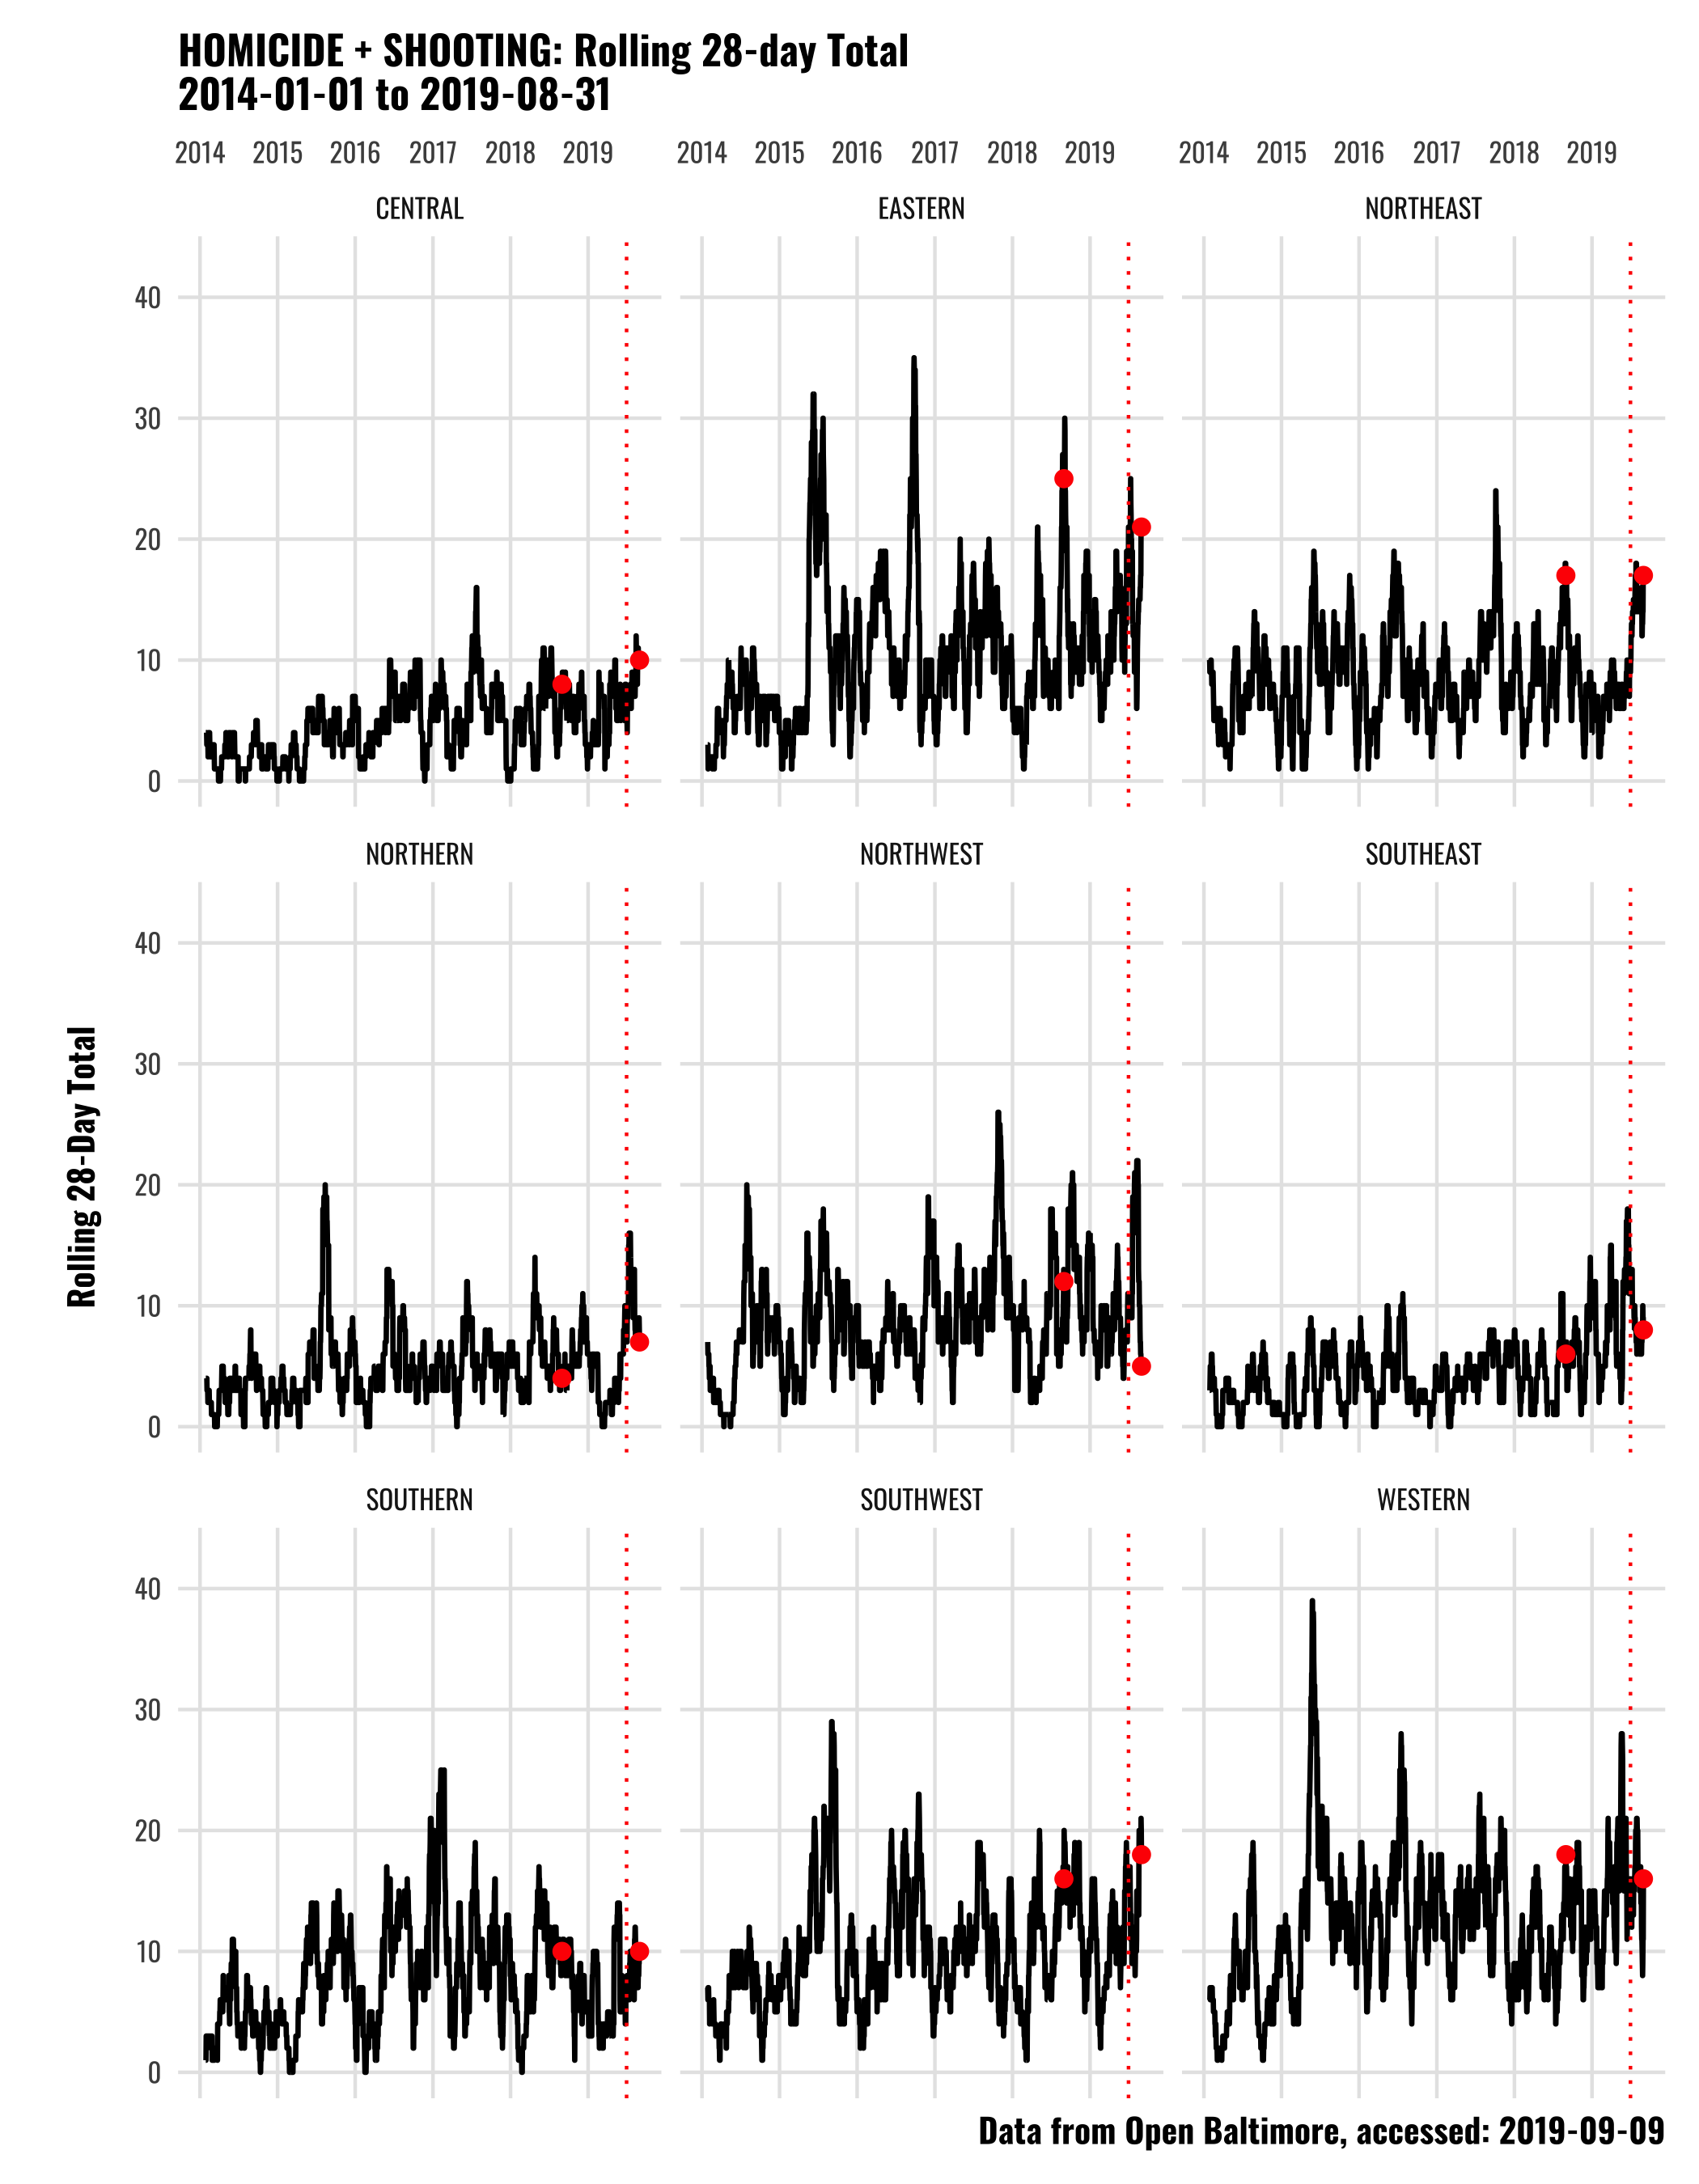 HOMICIDE + SHOOTING: Rolling 28-day Total
2014-01-01 to 2019-08-31
2014 2015 2016 2017 2018 2019 2014 2015 2016 2017 2018 2019 2014 2015 2016 2017 2018 2019
CENTRAL EASTERN NORTHEAST
40
30
20
10
0
NORTHERN NORTHWEST SOUTHEAST
40
30
20
10
0
Rolling 28-Day Total
SOUTHERN SOUTHWEST WESTERN
40
30
20
10
0
Data from Open Baltimore, accessed: 2019-09-09